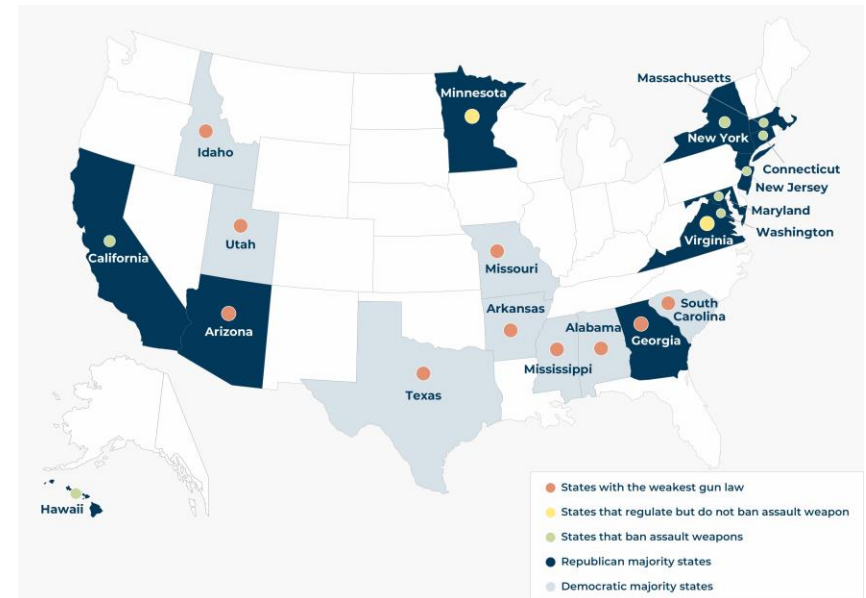 Massachusetts
Minnesota
New York
Idaho
Connecticut
New Jersey
Maryland
Washington
Utah
Virginia
California
Missouri
Arizona
Arkansas
South
Carolina
Alabama
Georgia
Mississippi
Texas
Hawaii
States with the weakest gun law
States that regulate but do not ban assault weapon
States that ban assault weapons
Republican majority states
Democratic majority states